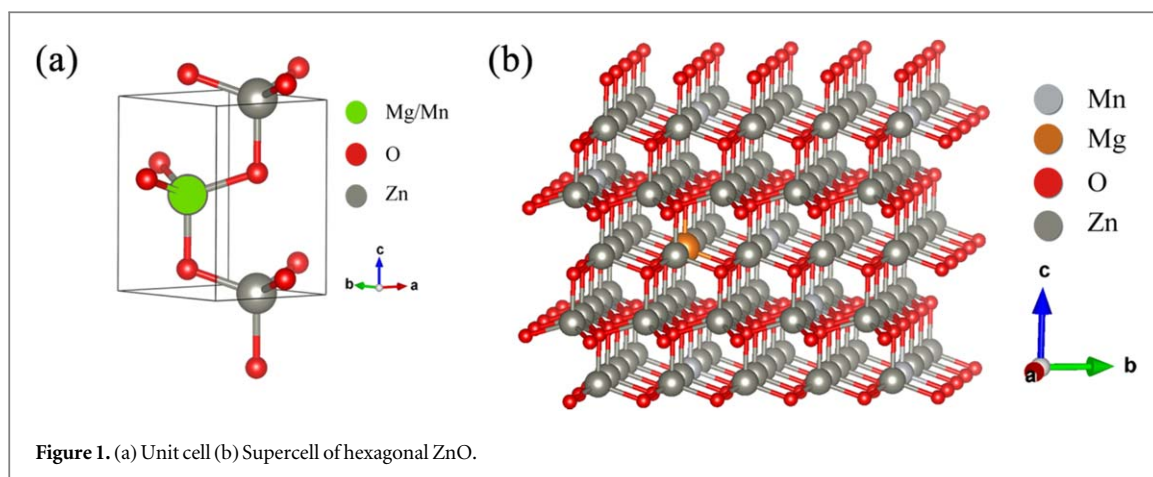 (a)
Mg/Mn
O
Zn
c
b
a
(b)
Mn
Mg
O
Zn
c
a
b
Figure 1. (a) Unit cell (b) Supercell of hexagonal ZnO.